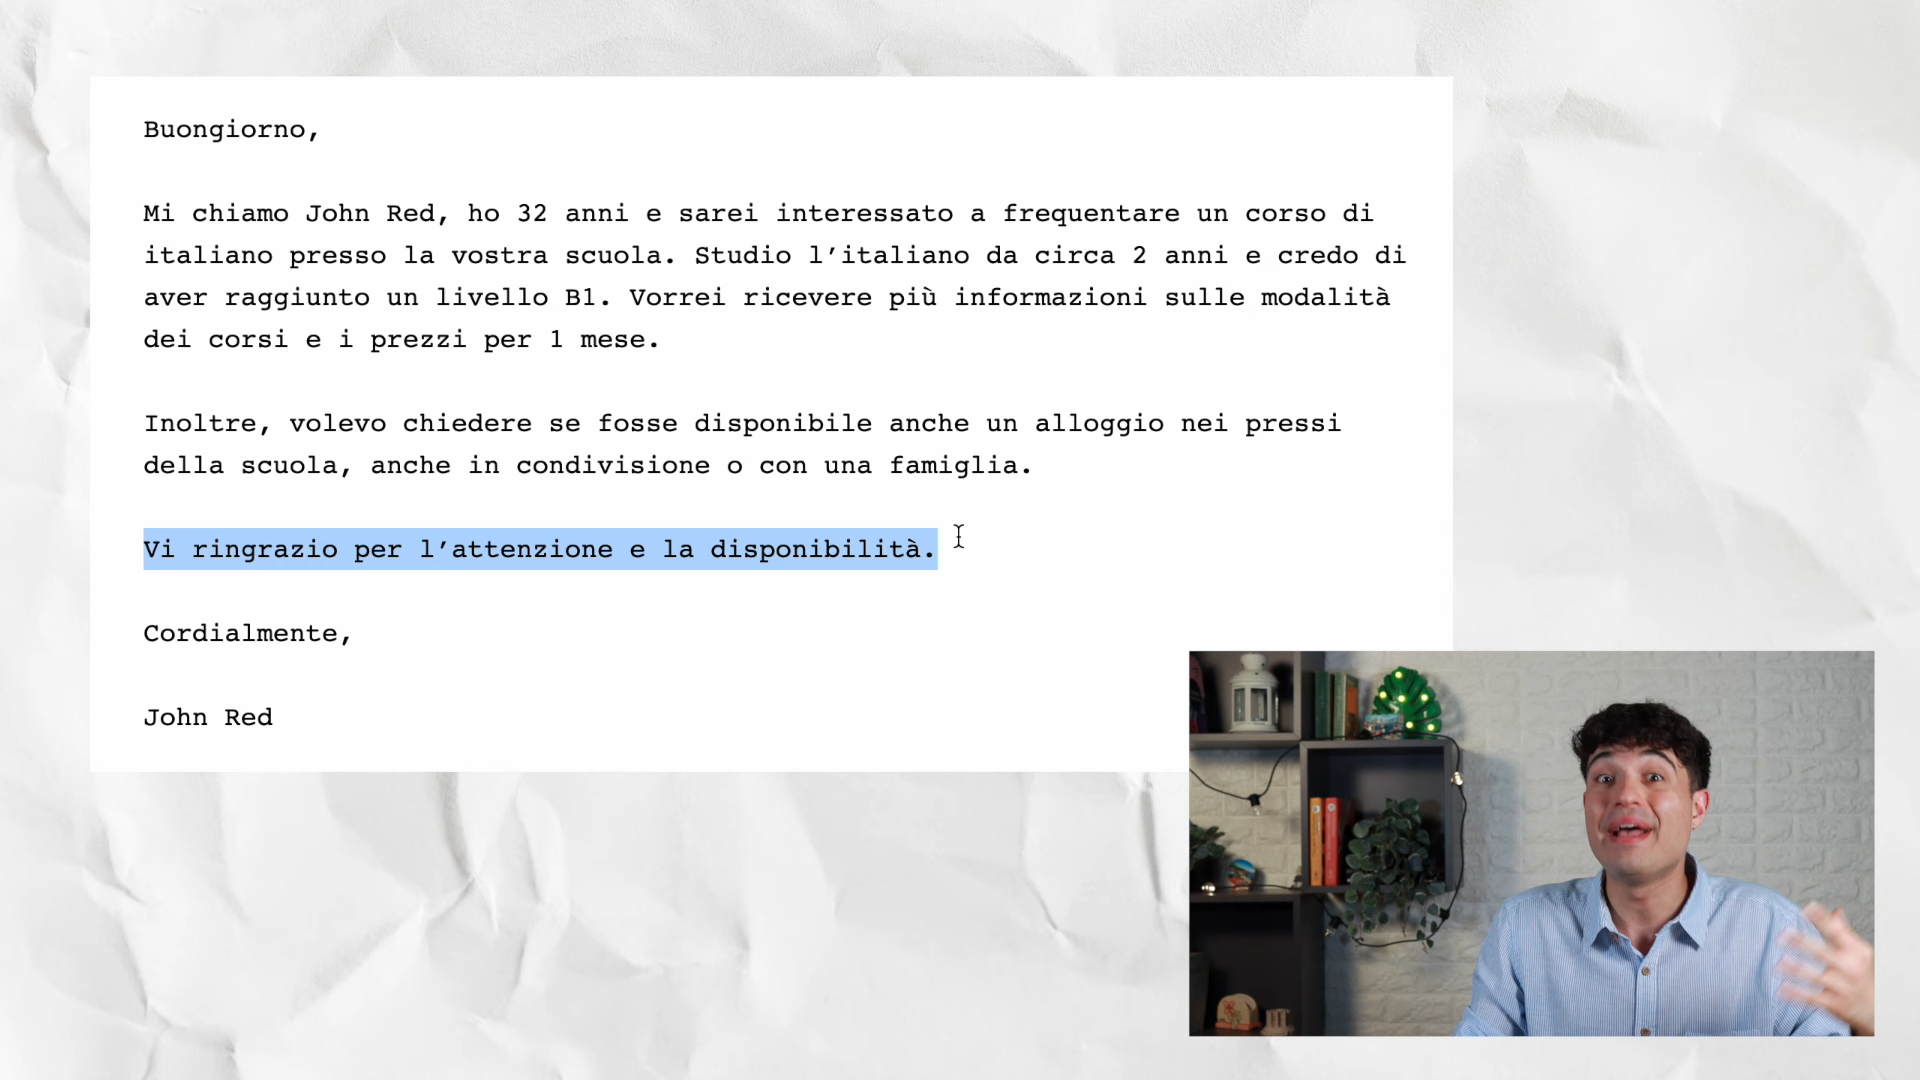 Buongiorno,
Mi chiamo John Red, ho 32 anni e sarei interessato a frequentare un corso di
italiano presso la vostra scuola. Studio l’italiano da circa 2 anni e credo di
aver raggiunto un livello B1. Vorrei ricevere più informazioni sulle modalità
dei corsi e i prezzi per 1 mese.
Inoltre, volevo chiedere se fosse disponibile anche un alloggio nei pressi
della scuola, anche in condivisione o con una famiglia.
Vi ringrazio per l’attenzione e la disponibilità.
Cordialmente,
John Red